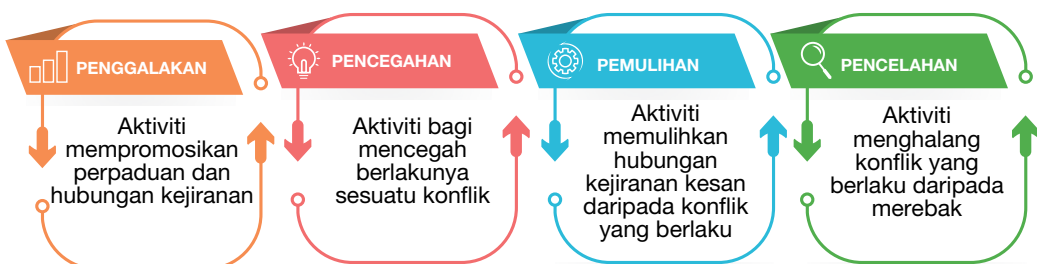 PENGGALAKAN
Aktiviti
mempromosikan
perpaduan dan
hubungan kejiranan
PENCEGAHAN
Aktiviti bagi
mencegah
berlakunya
sesuatu konflik
PEMULIHAN
Aktiviti
memulihkan
hubungan
kejiranan kesan
daripada konflik
yang berlaku
PENCELAHAN
Aktiviti
menghalang
konflik yang
berlaku daripada
merebak